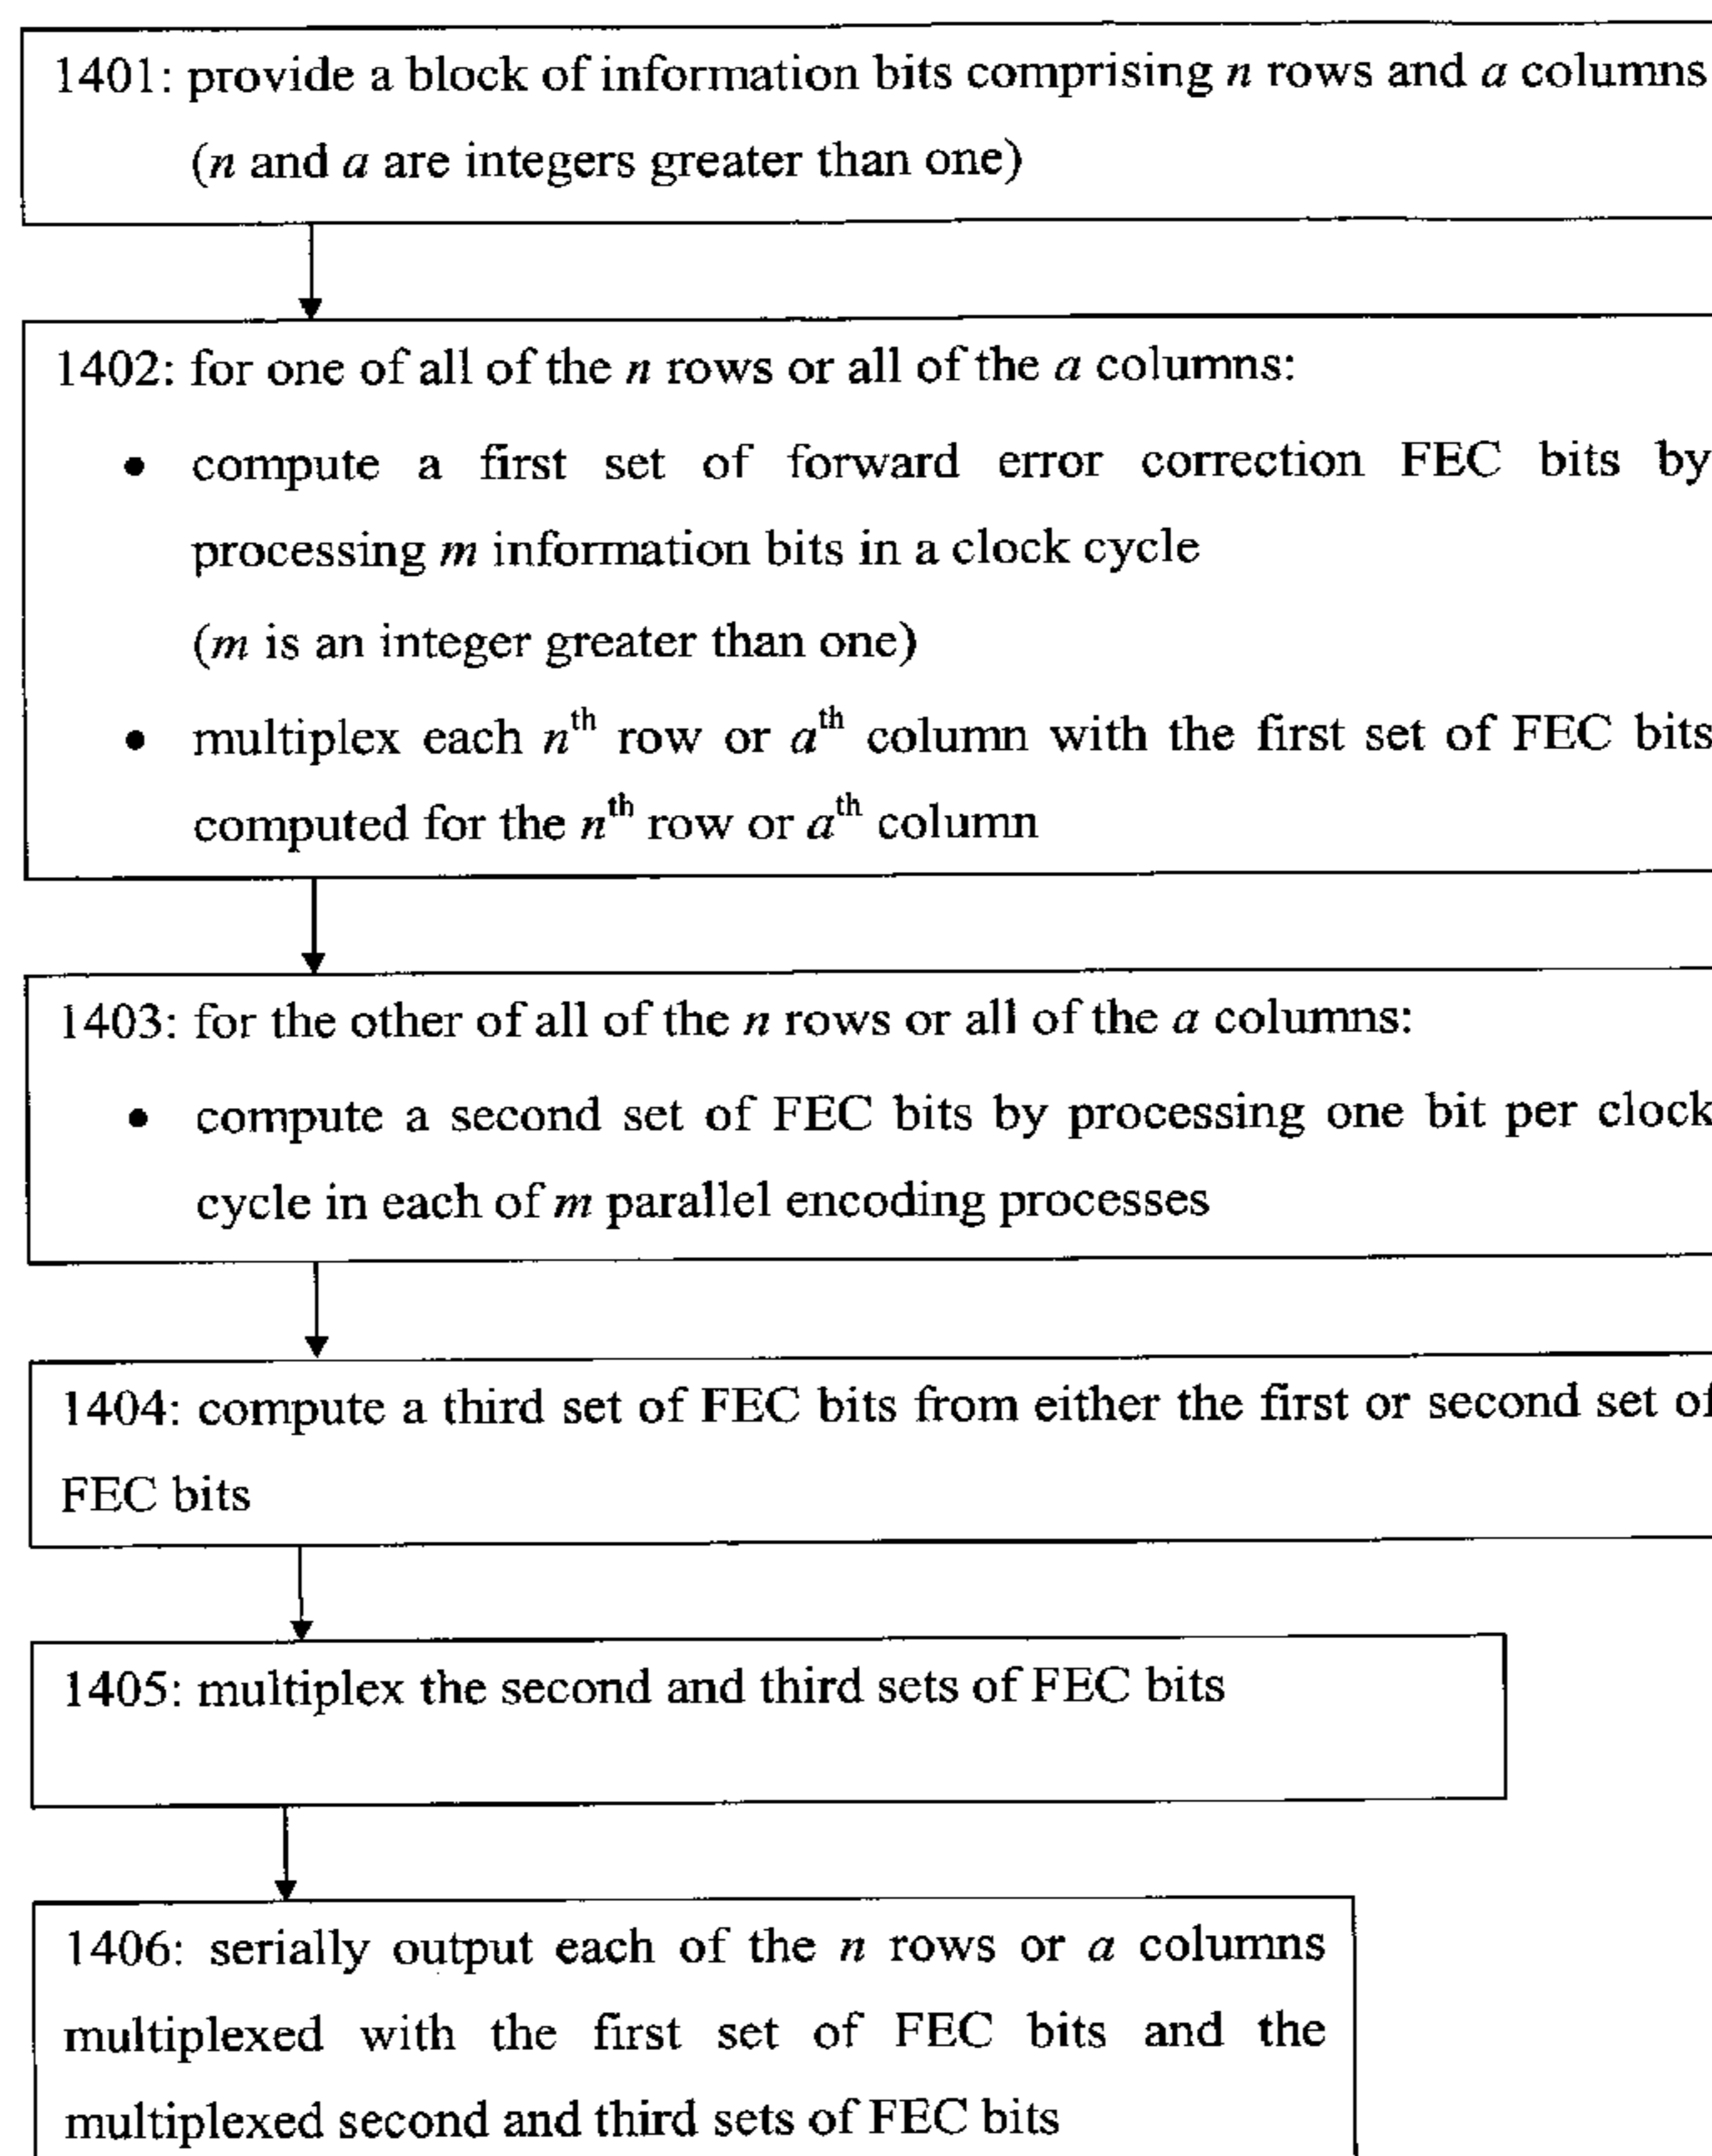 1401: provide a block of information bits comprising n rows and a columns
(n and a are integers greater than one)
1402: for one of all of the n rows or all of the a columns:
• compute a first set of forward error correction FEC bits by
processing m information bits in a clock cycle
(m is an integer greater than one)
• multiplex each nth row or ath column with the first set of FEC bits
computed for the nth row or ath column
1403: for the other of all of the n rows or all of the a columns:
• compute a second set of FEC bits by processing one bit per clock
cycle in each of m parallel encoding processes
1404: compute a third set of FEC bits from either the first or second set of
FEC bits
1405: multiplex the second and third sets of FEC bits
1406: serially output each of the n rows or a columns
multiplexed with the first set of FEC bits and the
multiplexed second and third sets of FEC bits